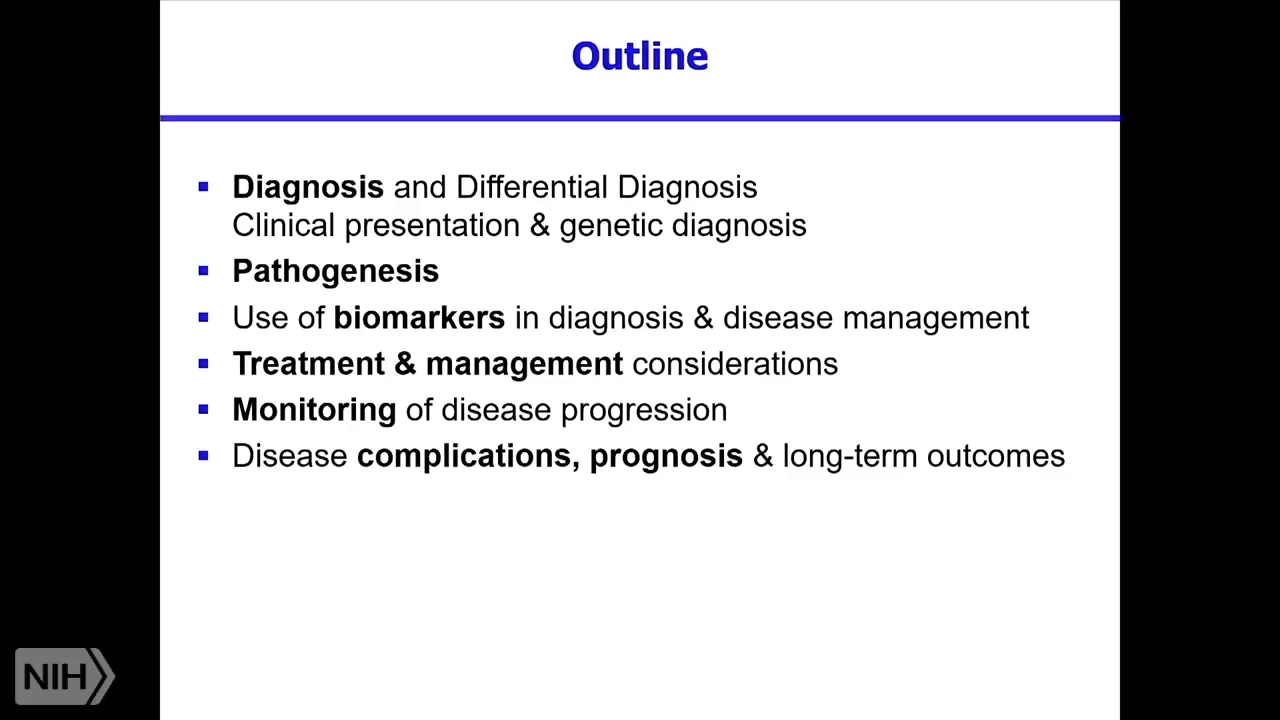 Outline
Diagnosis and Differential Diagnosis
Clinical presentation & genetic diagnosis
Pathogenesis
Use of biomarkers in diagnosis & disease management
Treatment & management considerations
Monitoring of disease progression
Disease complications, prognosis & long-term outcomes
NIH